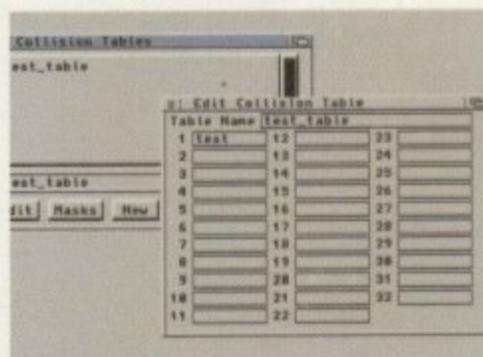 Collision Tables
est_table
est_table
dit Masks New
: Edit Collision Table
Table Name test_table
1 test 12 23
2 13 24
3 14 25
4 15 26
5 16 27
6 17 28
7 18 29
8 19 30
9 20 31
10 21 32
11 22